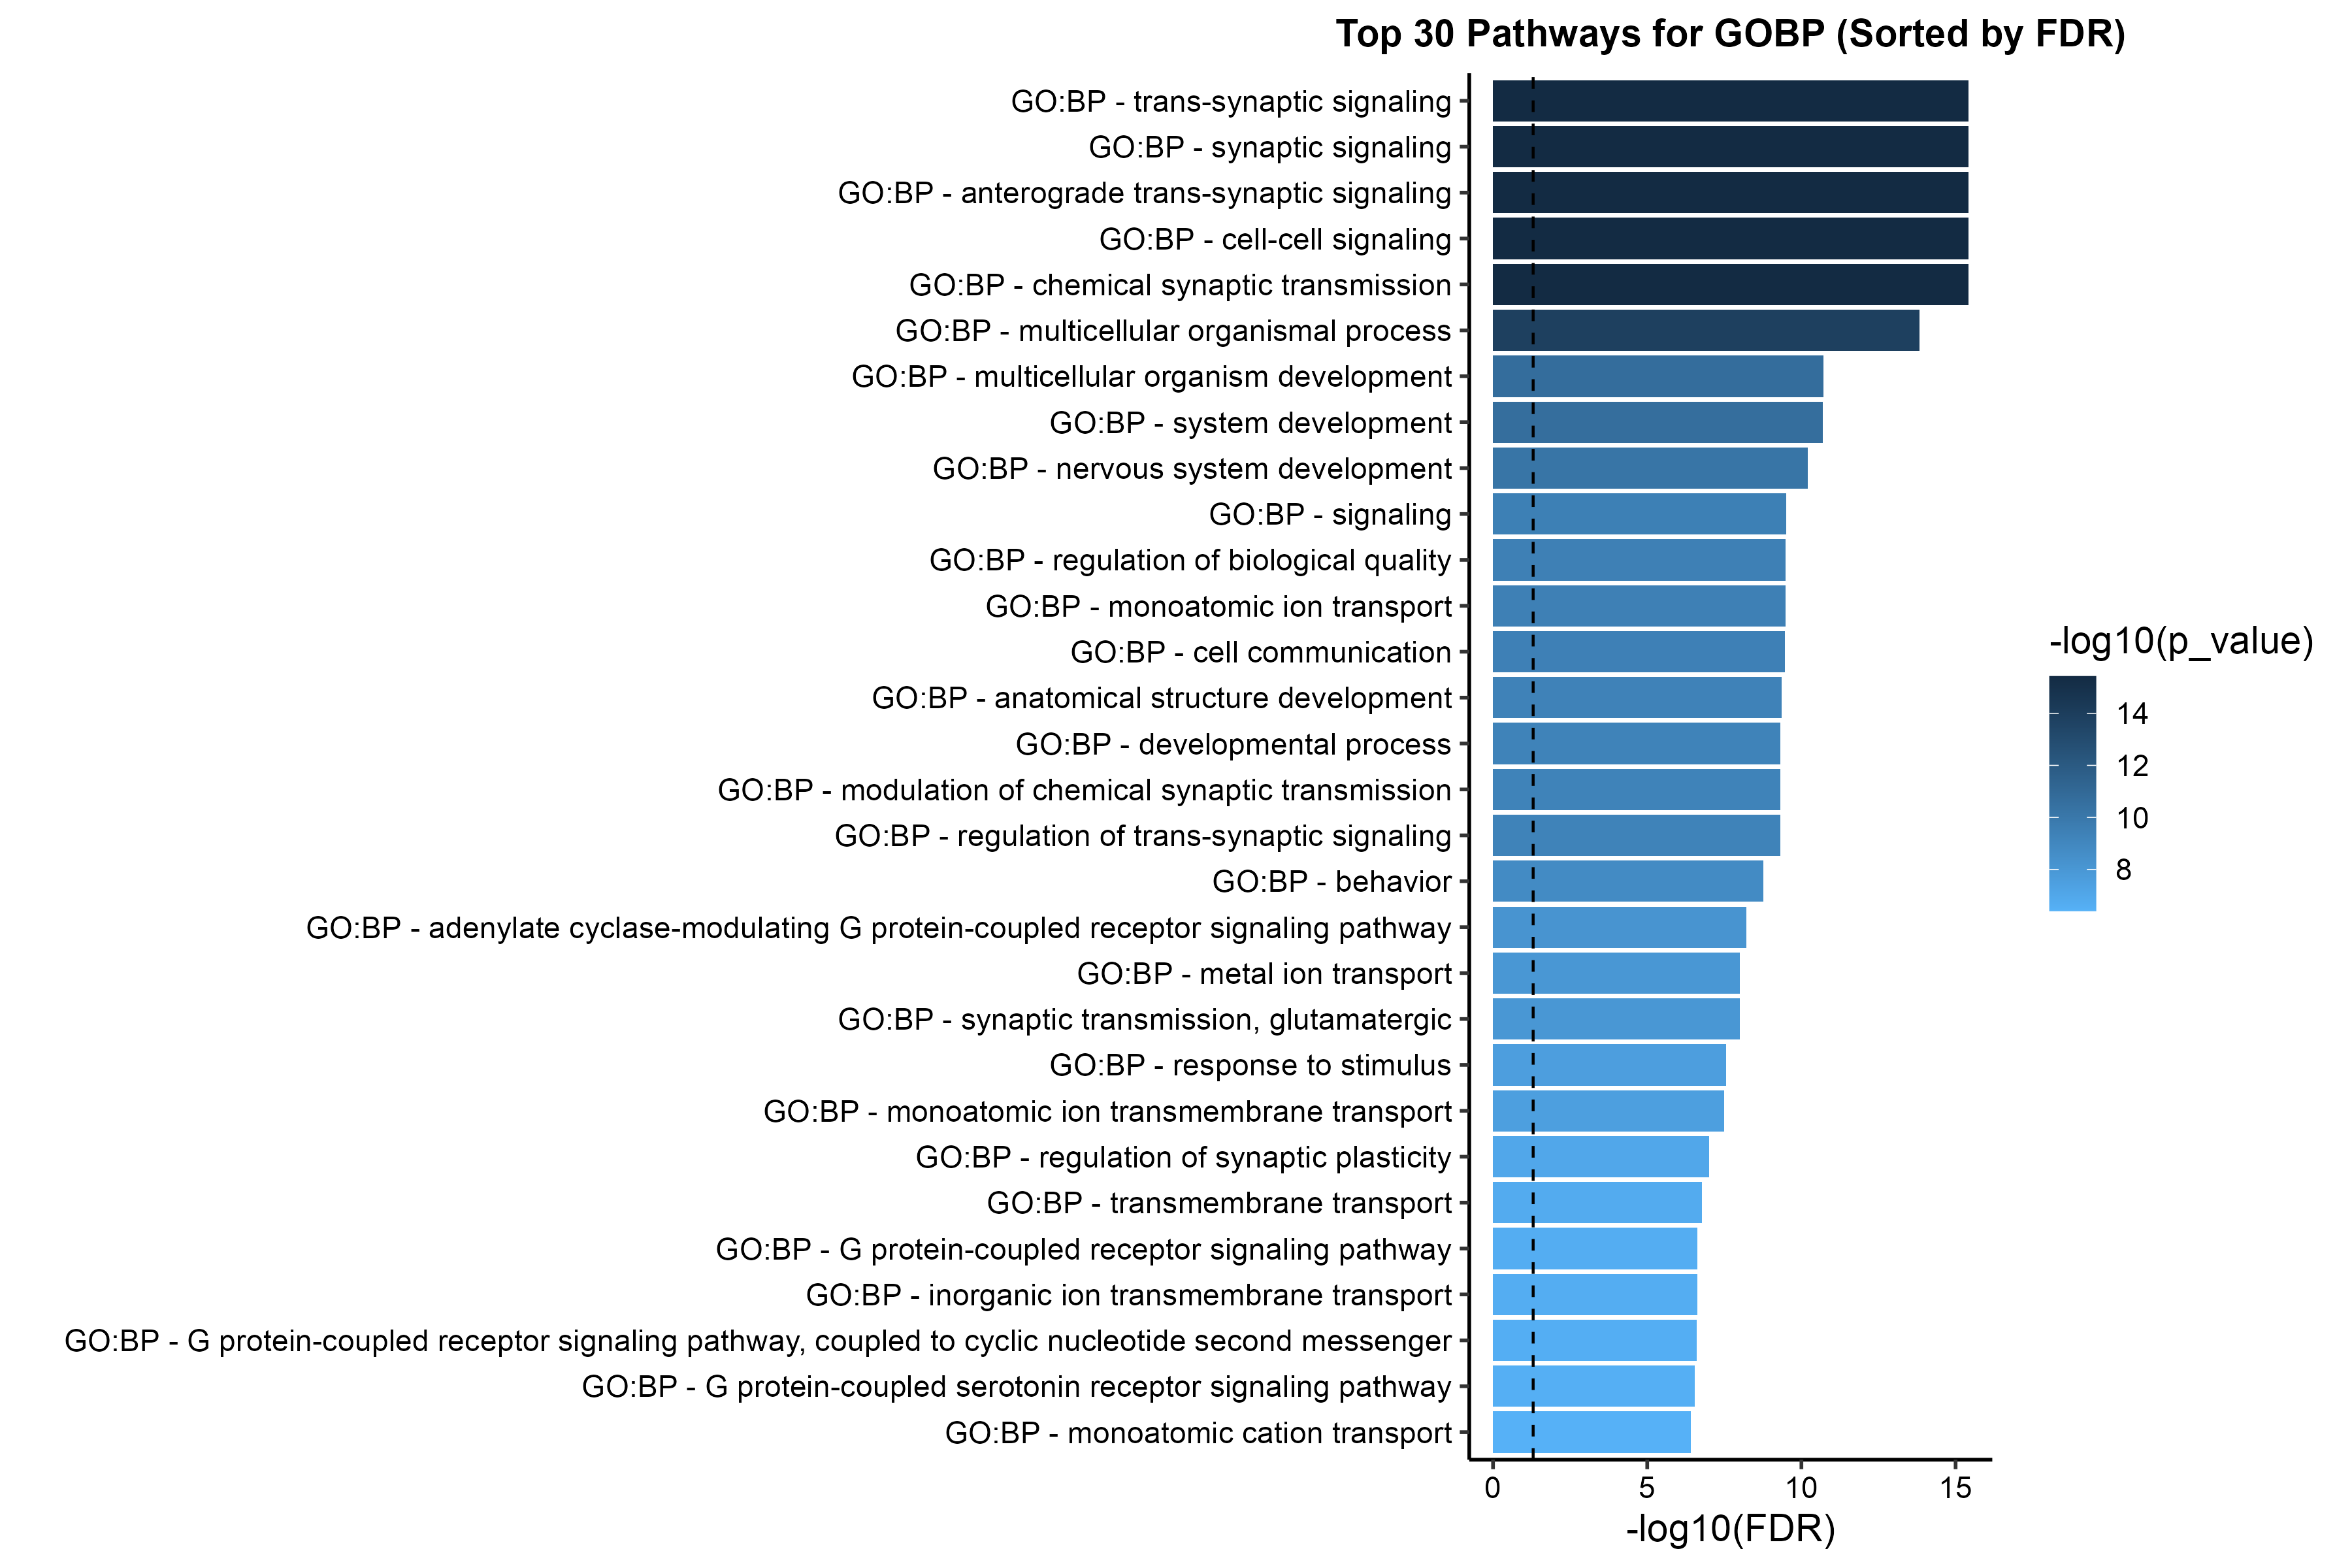 Top 30 Pathways for GOBP (Sorted by FDR)
GO:BP - trans-synaptic signaling
GO:BP - synaptic signaling
GO:BP - anterograde trans-synaptic signaling
GO:BP - cell-cell signaling
GO:BP - chemical synaptic transmission
GO:BP - multicellular organismal process
GO:BP - multicellular organism development
GO:BP - system development
GO:BP - nervous system development
GO:BP - signaling
GO:BP - regulation of biological quality
GO:BP - monoatomic ion transport
GO:BP - cell communication
GO:BP - anatomical structure development
GO:BP - developmental process
GO:BP - modulation of chemical synaptic transmission
GO:BP - regulation of trans-synaptic signaling
GO:BP - behavior
GO:BP - adenylate cyclase-modulating G protein-coupled receptor signaling pathway
GO:BP - metal ion transport
GO:BP - synaptic transmission, glutamatergic
GO:BP - response to stimulus
GO:BP - monoatomic ion transmembrane transport
GO:BP - regulation of synaptic plasticity
GO:BP - transmembrane transport
GO:BP - G protein-coupled receptor signaling pathway
GO:BP - inorganic ion transmembrane transport
GO:BP - G protein-coupled receptor signaling pathway, coupled to cyclic nucleotide second messenger
GO:BP - G protein-coupled serotonin receptor signaling pathway
GO:BP - monoatomic cation transport
0 5 10 15
-log10(FDR)
-log10(p_value)
14
12
10
8